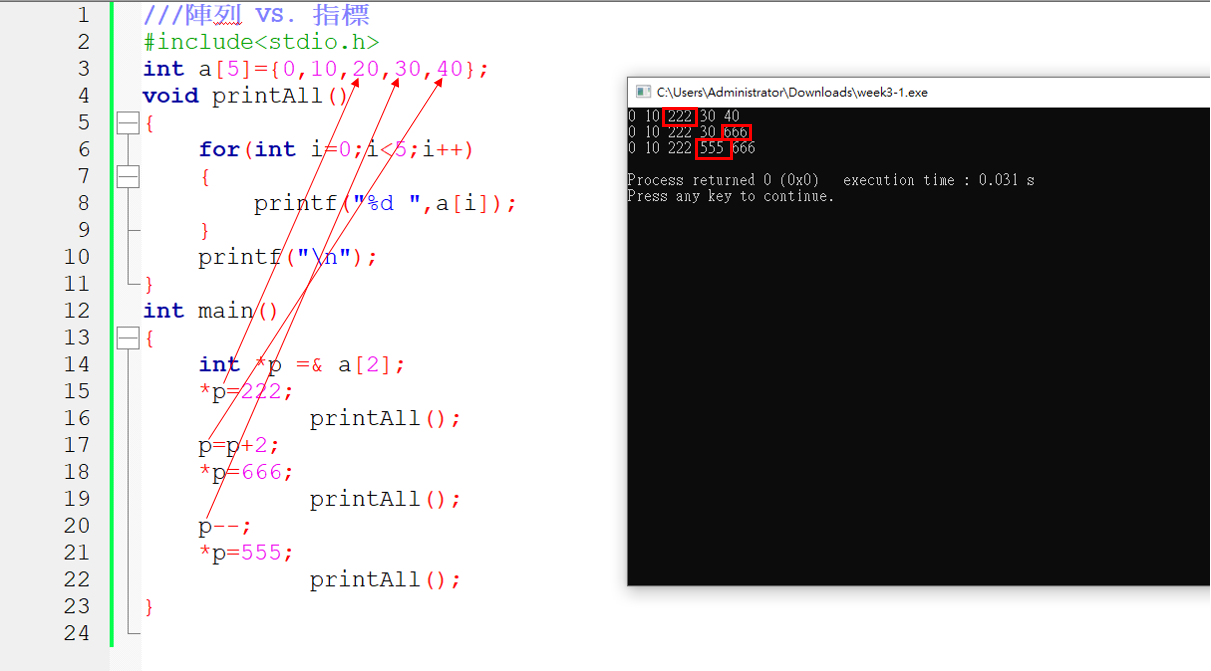 1 ///陣列 vs. 指標
2 #include<stdio.h>
3 int a[5]={0,10,20,30,40};
4 void printAll()
5 {
6 for(int i=0;i<5;i++)
7 {
8 printf("%d ",a[i]);
9 }
10 printf("\n");
11 }
12 int main()
13 {
14 int *p =& a[2];
15 *p=222;
16 printAll();
17 p=p+2;
18 *p=666;
19 printAll();
20 p--;
21 *p=555;
22 printAll();
23 }
24
C:\Users\Administrator\Downloads\week3-1.exe
0 10 222 30 40
0 10 222 30 666
0 10 222 555 666
Process returned 0 (0x0) execution time : 0.031 s
Press any key to continue.